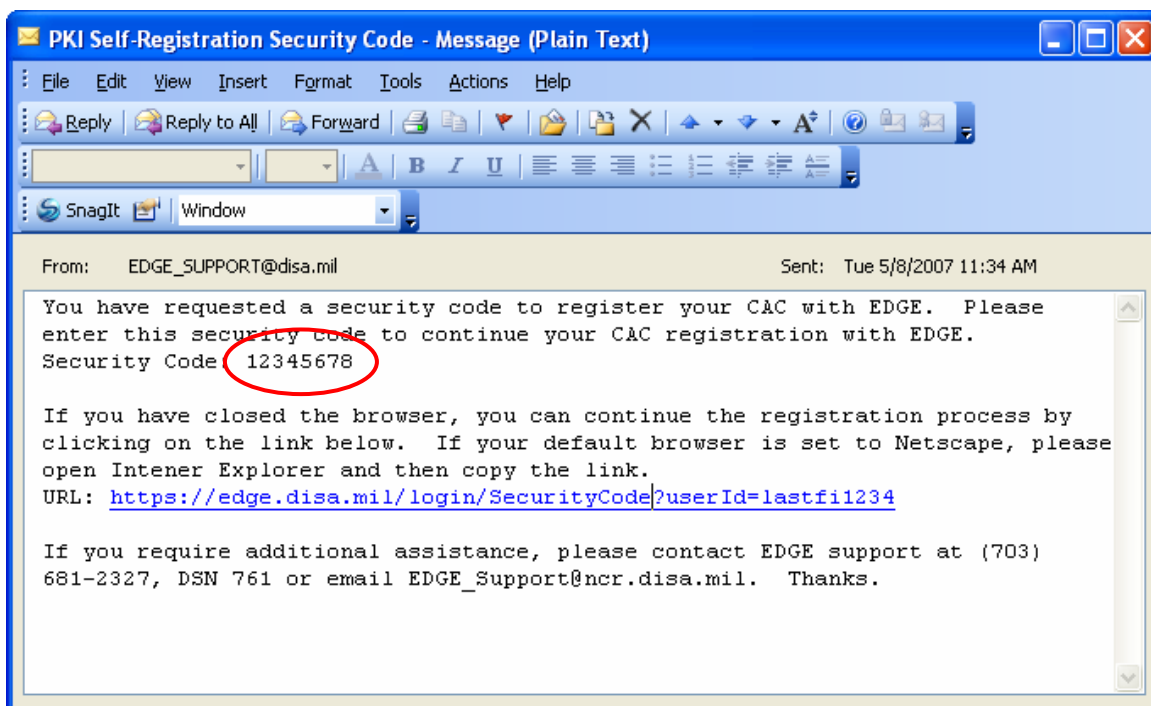 PKI Self-Registration Security Code - Message (Plain Text)
File Edit View Insert Format Tools Actions Help
Reply Reply to All Forward
A B I U
SnagIt Window
From: EDGE_SUPPORT@disa.mil Sent: Tue 5/8/2007 11:34 AM
You have requested a security code to register your CAC with EDGE. Please
enter this security code to continue your CAC registration with EDGE.
Security Code: 12345678
If you have closed the browser, you can continue the registration process by
clicking on the link below. If your default browser is set to Netscape, please
open Intener Explorer and then copy the link.
URL: https://edge.disa.mil/login/SecurityCode?userId=lastfi1234
If you require additional assistance, please contact EDGE support at (703)
681-2327, DSN 761 or email EDGE_Support@ncr.disa.mil. Thanks.